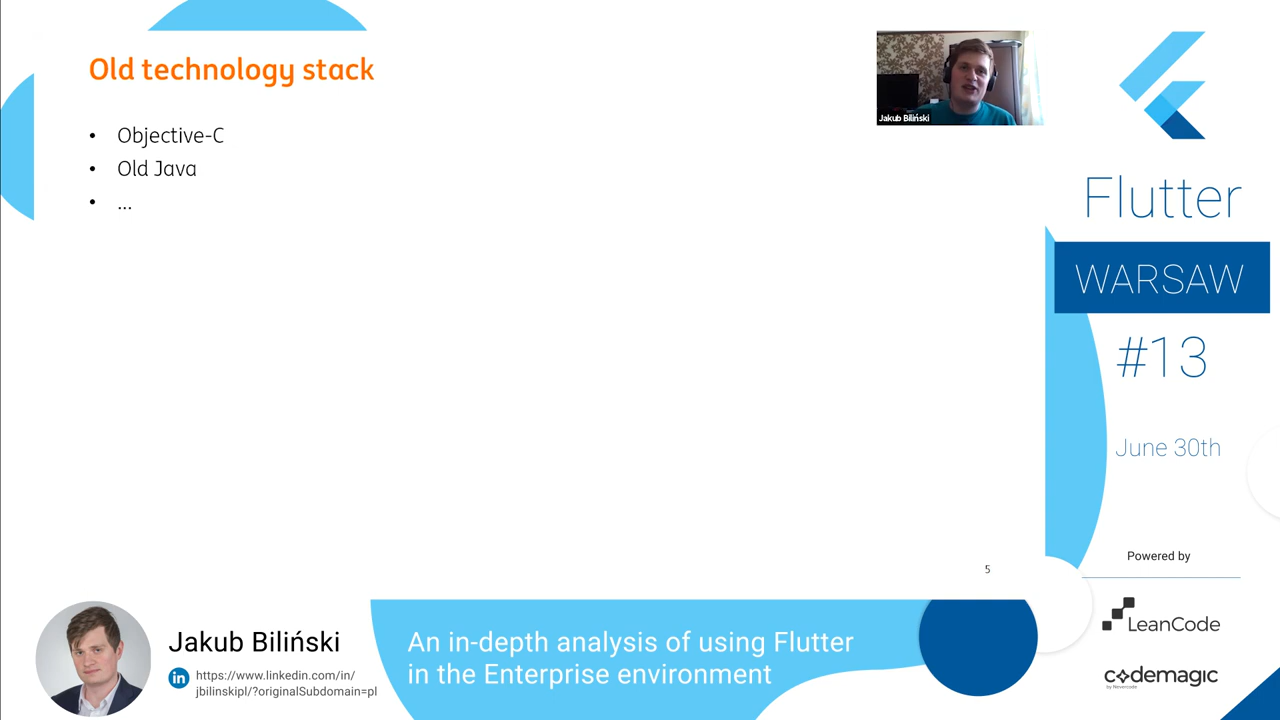 Old technology stack
• Objective-C
• Old Java
• ...
5
Jakub Biliński
Flutter
WARSAW
#13
June 30th
Powered by
LeanCode
codemagic
by Nevercode
Jakub Biliński
in https://www.linkedin.com/in/
jbilinskipl/?originalSubdomain=pl
An in-depth analysis of using Flutter
in the Enterprise environment